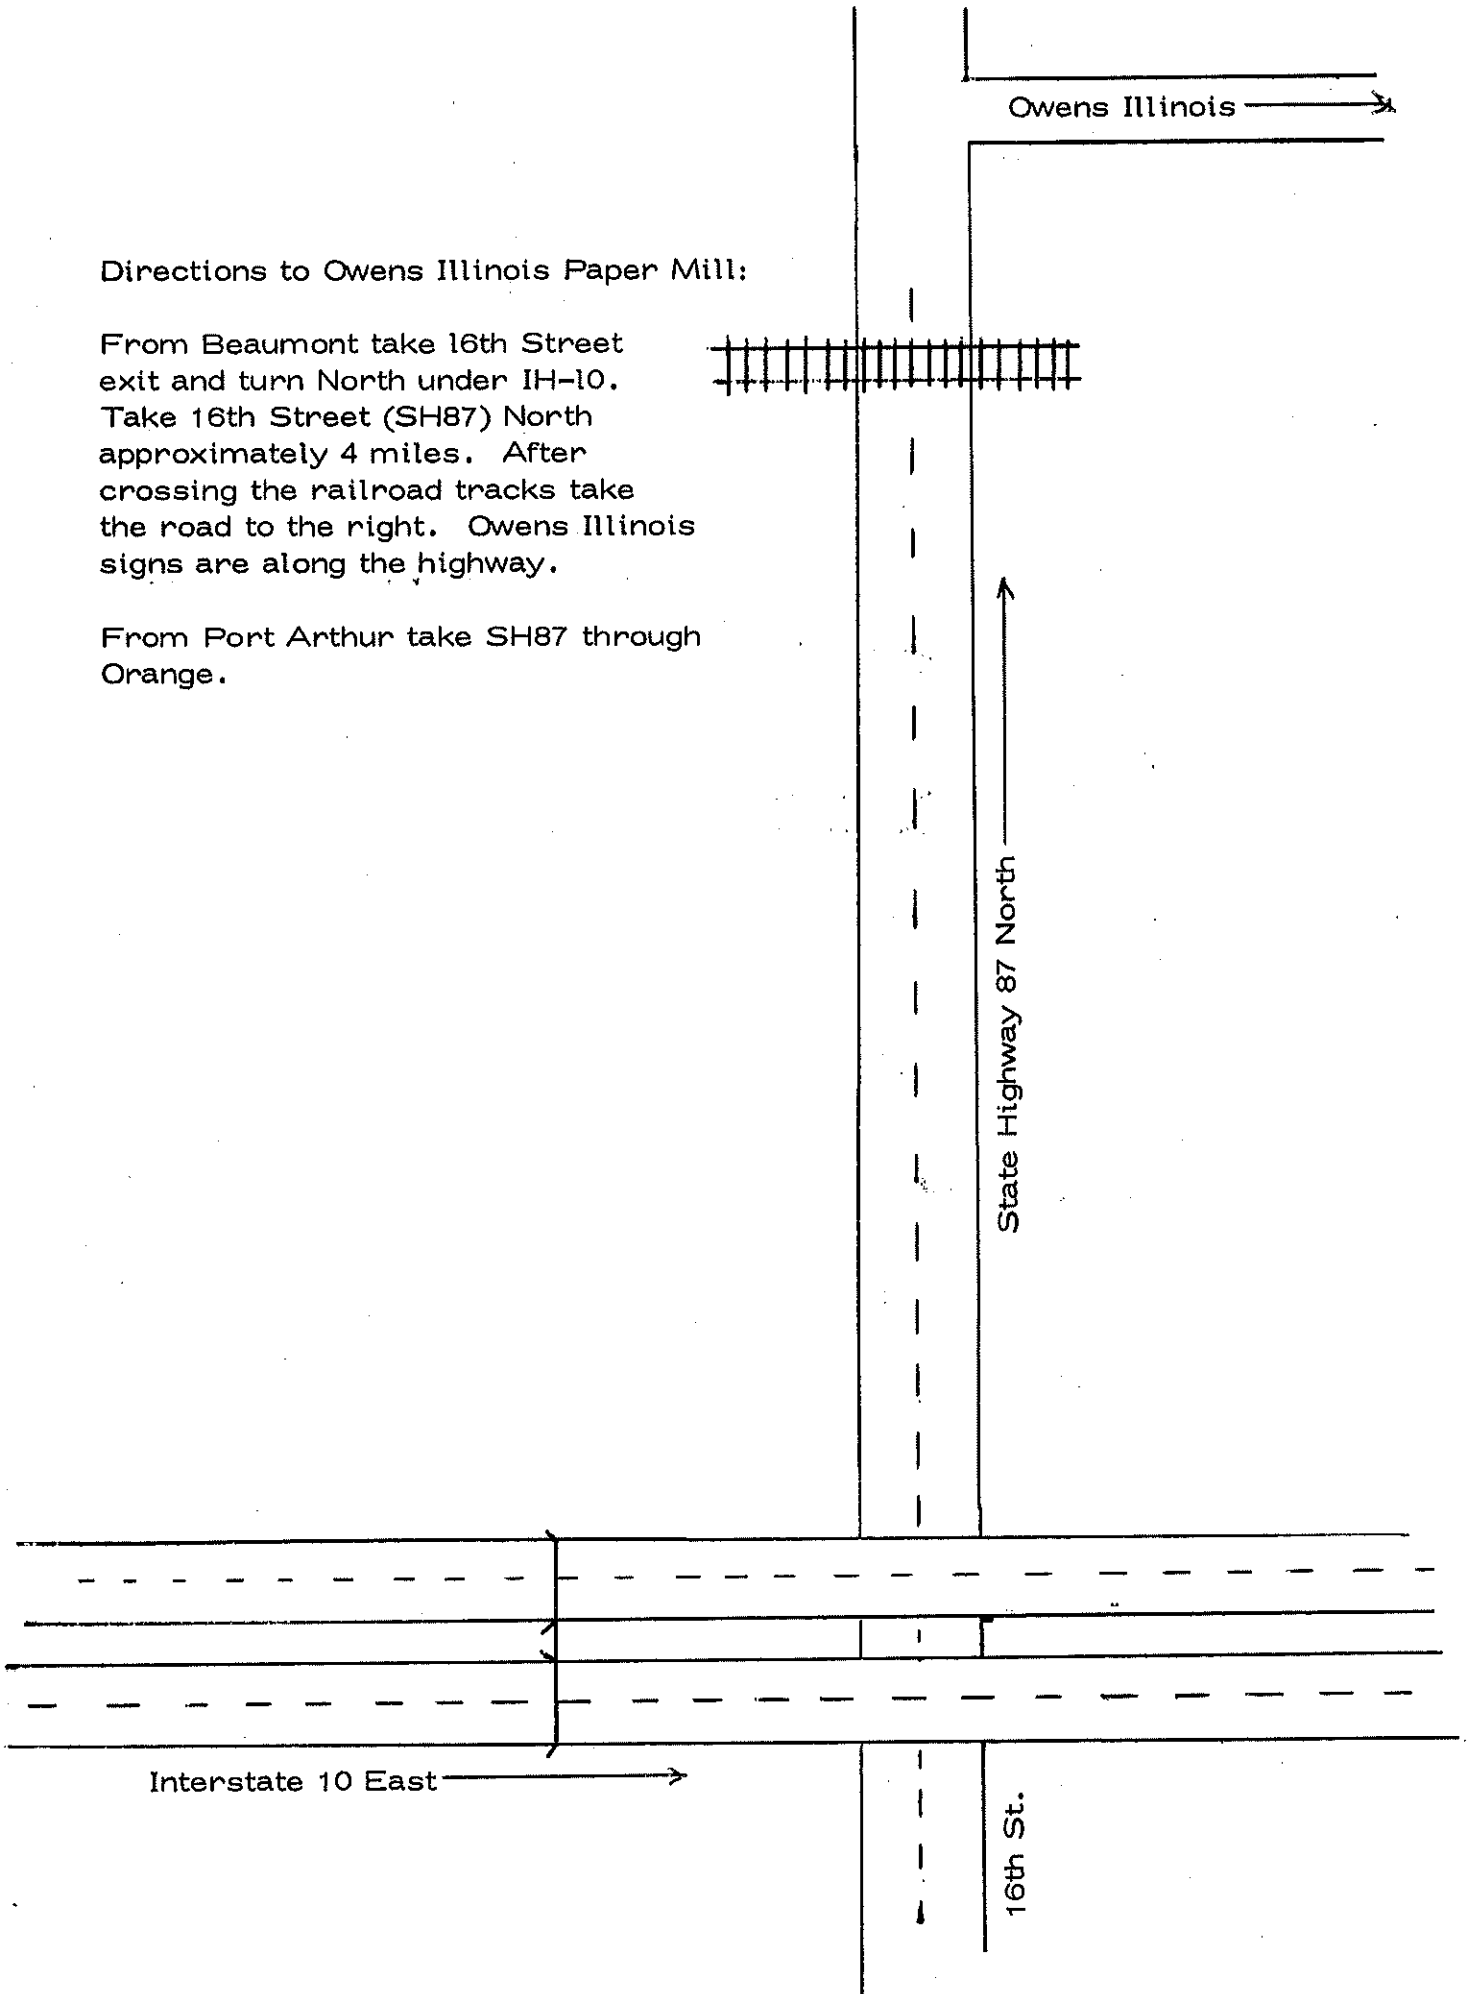 Owens Illinois
Directions to Owens Illinois Paper Mill:
From Beaumont take 16th Street
exit and turn North under IH-10.
Take 16th Street (SH87) North
approximately 4 miles. After
crossing the railroad tracks take
the road to the right. Owens Illinois
signs are along the highway.
From Port Arthur take SH87 through
Orange.
State Highway 87 North
Interstate 10 East
16th St.